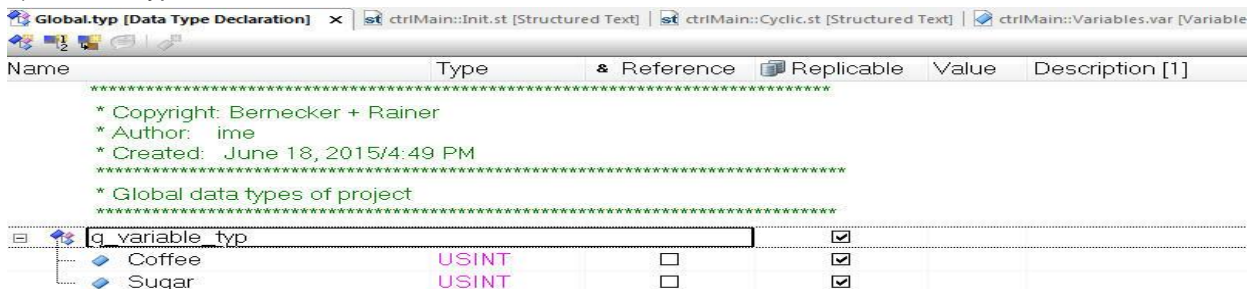 Global.typ [Data Type Declaration] × ctrlMain::Init.st [Structured Text] ctrlMain::Cyclic.st [Structured Text] ctrlMain::Variables.var [Variable
Name Type & Reference Replicable Value Description [1]
********************************************************************************
* Copyright: Bernecker + Rainer
* Author: ime
* Created: June 18, 2015/4:49 PM
********************************************************************************
* Global data types of project
********************************************************************************
g_variable_typ
Coffee USINT
Sugar USINT